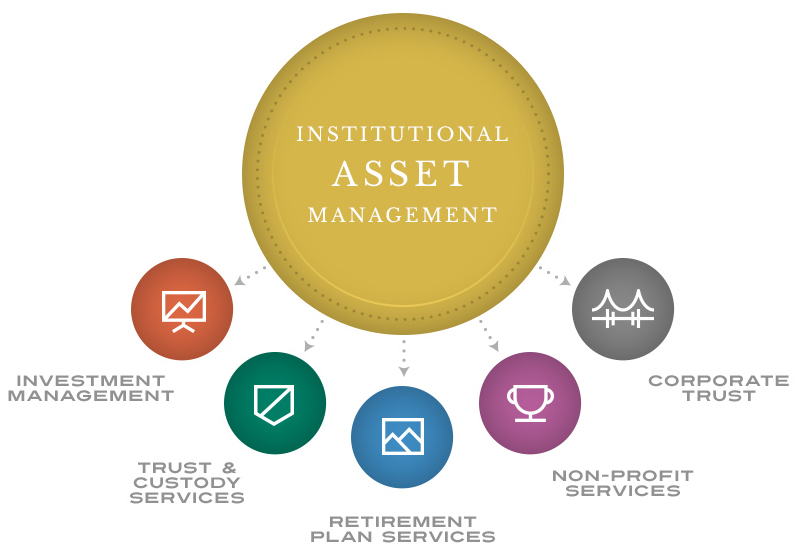 INSTITUTIONAL
ASSET
MANAGEMENT
INVESTMENT
MANAGEMENT
TRUST &
CUSTODY
SERVICES
RETIREMENT
PLAN SERVICES
NON-PROFIT
SERVICES
CORPORATE
TRUST